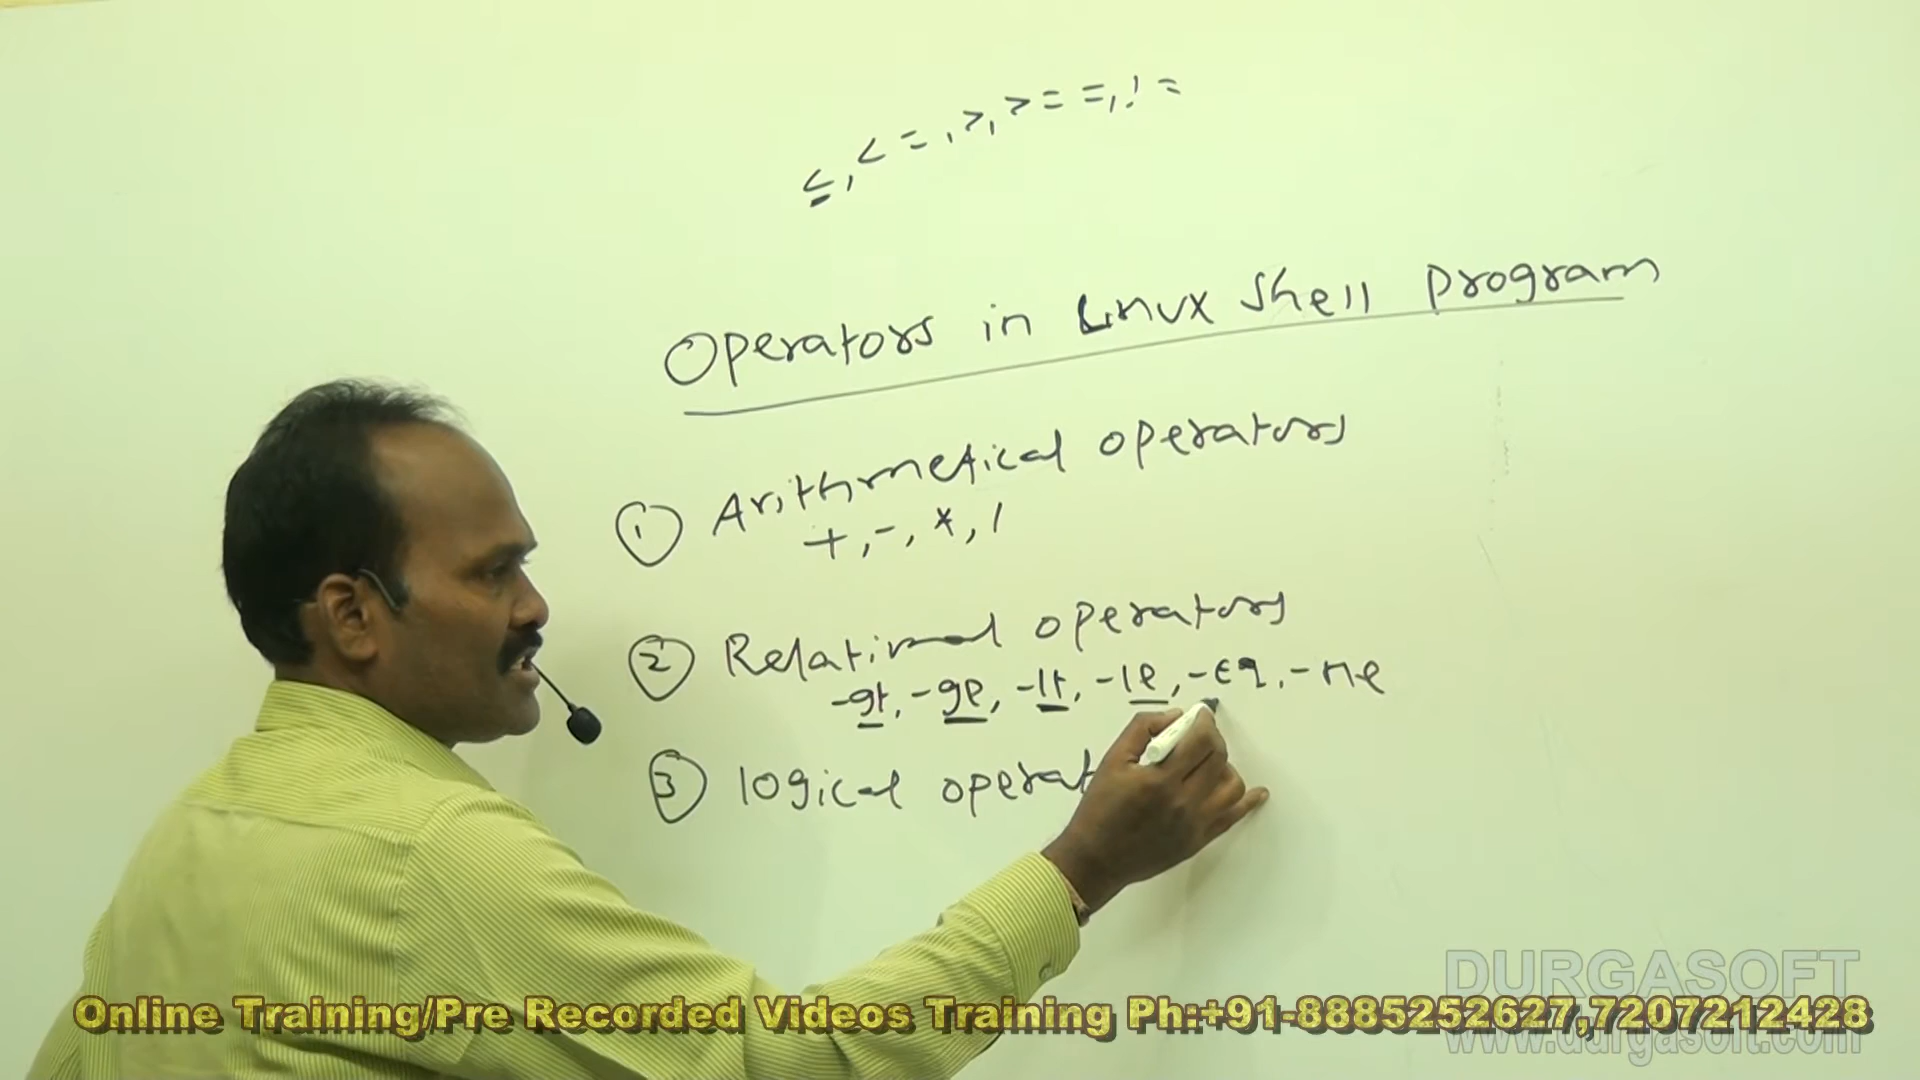 <, <=, >, >= =, !=
Operators in Linux Shell program
① Arithmetical operators
+, -, *, /
② Relational operators
-gt, -ge, -lt, -le, -eq, -ne
③ logical operat
DURGASOFT
Online Training/Pre Recorded Videos Training Ph:+91-8885252627,7207212428
www.durgasoft.com